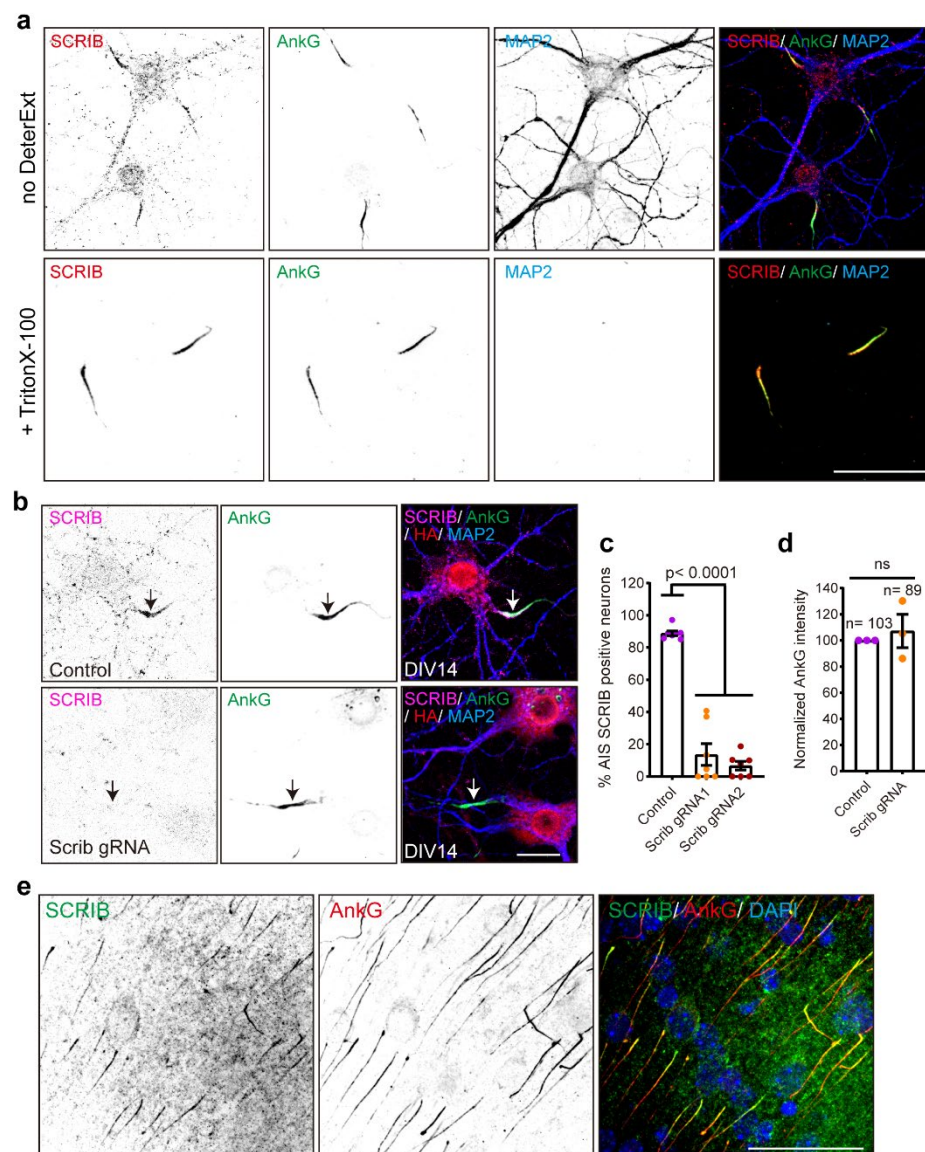 a
SCRIB
AnkG
MAP2
SCRIB/ AnkG/ MAP2
no DeterExt
SCRIB
AnkG
MAP2
SCRIB/ AnkG/ MAP2
+ TritonX-100
b
SCRIB
AnkG
SCRIB/ AnkG
/ HA/ MAP2
Control
DIV14
SCRIB
AnkG
SCRIB/ AnkG
/ HA/ MAP2
Scrib gRNA
DIV14
c
p< 0.0001
% AIS SCRIB positive neurons
120
100
80
60
40
20
0
Control
Scrib gRNA1
Scrib gRNA2
d
ns
n= 89
n= 103
Normalized AnkG intensity
140
120
100
80
60
40
20
0
Control
Scrib gRNA
e
SCRIB
AnkG
SCRIB/ AnkG/ DAPI